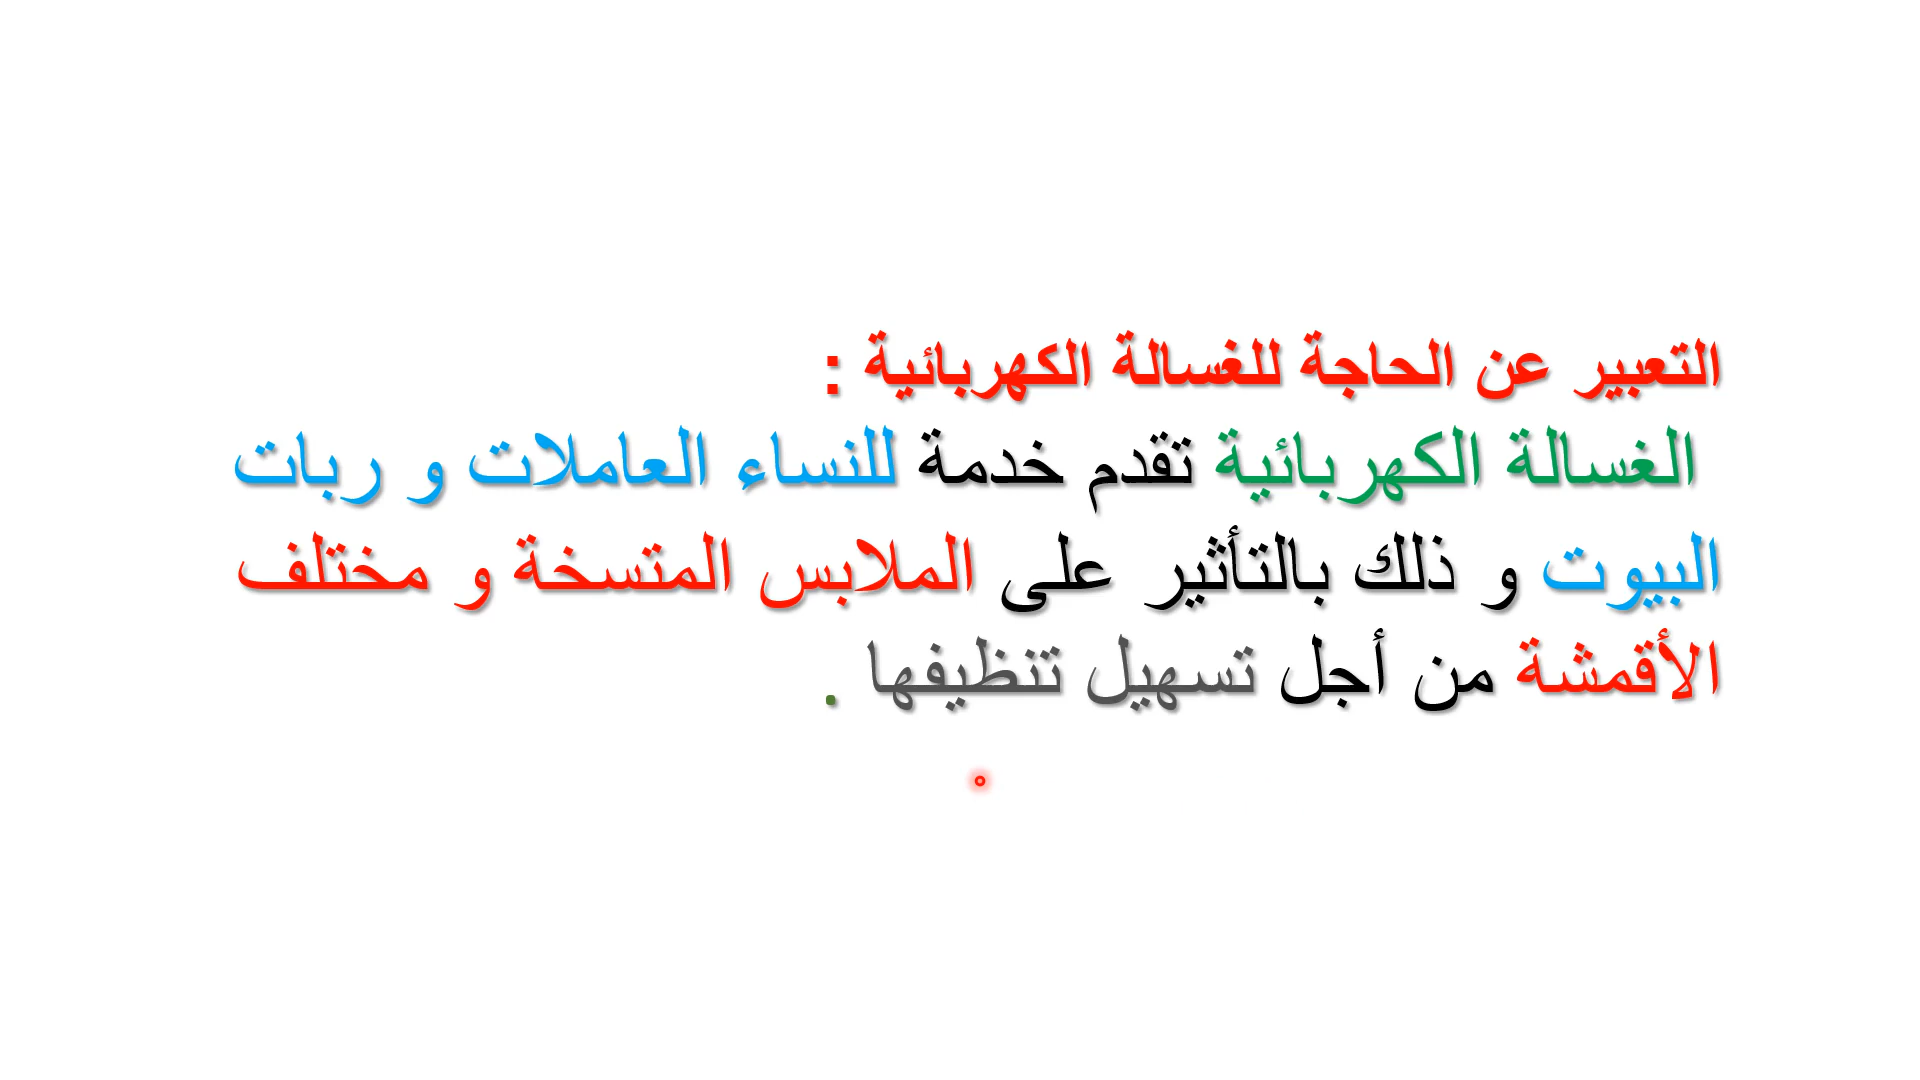 التعبير عن الحاجة للغسالة الكهربائية :
الغسالة الكهربائية تقدم خدمة للنساء العاملات و ربات
البيوت و ذلك بالتأثير على الملابس المتسخة و مختلف
الأقمشة من أجل تسهيل تنظيفها .